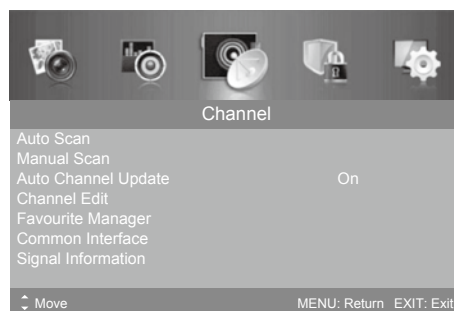 Channel
Auto Scan
Manual Scan
Auto Channel Update On
Channel Edit
Favourite Manager
Common Interface
Signal Information
Move MENU: Return EXIT: Exit